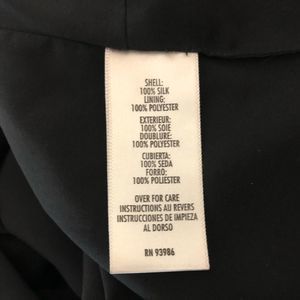 SHELL:
100% SILK
LINING:
100% POLYESTER
EXTERIEUR:
100% SOIE
DOUBLURE:
100% POLYESTER
CUBIERTA:
100% SEDA
FORRO:
100% POLIESTER
OVER FOR CARE
INSTRUCTIONS AU REVERS
INSTRUCCIONES DE IMPIEZA
AL DORSO
RN 93986